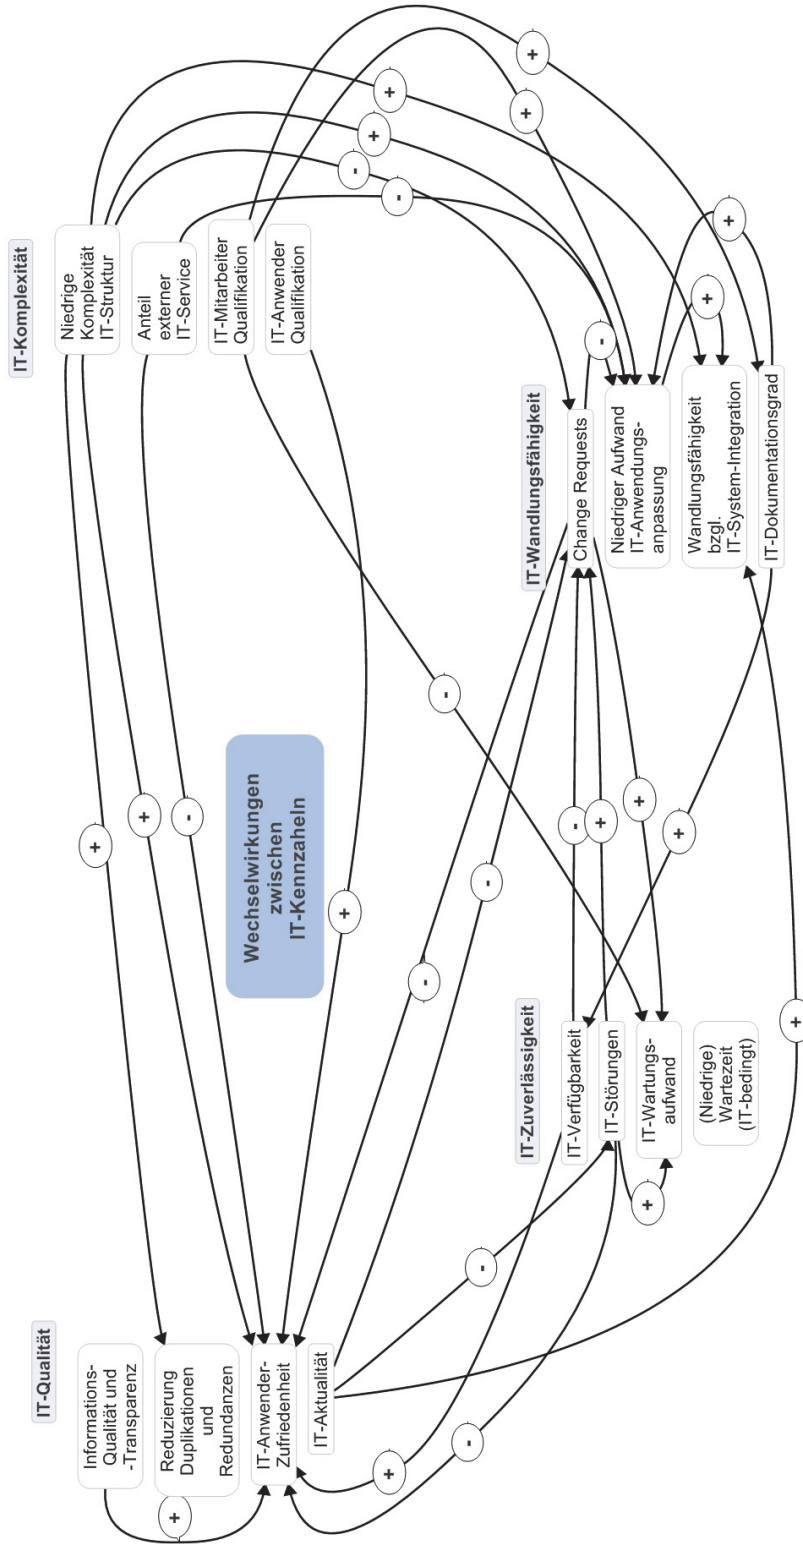 IT-Qualität
Informations-
Qualität und
-Transparenz
Reduzierung
Duplikationen
und
Redundanzen
IT-Anwender-
Zufriedenheit
IT-Aktualität
IT-Komplexität
Niedrige
Komplexität
IT-Struktur
Anteil
externer
IT-Service
IT-Mitarbeiter
Qualifikation
IT-Anwender
Qualifikation
Wechselwirkungen
zwischen
IT-Kennzaheln
IT-Zuverlässigkeit
IT-Verfügbarkeit
IT-Störungen
IT-Wartungs-
aufwand
(Niedrige)
Wartezeit
(IT-bedingt)
IT-Wandlungsfähigkeit
Change Requests
Niedriger Aufwand
IT-Anwendungs-
anpassung
Wandlungsfähigkeit
bzgl.
IT-System-Integration
IT-Dokumentationsgrad
+
+
-
+
-
-
-
+
+
+
-
+
+
+
-
-
+
+
+
+
-
+
-
-
+
-
+